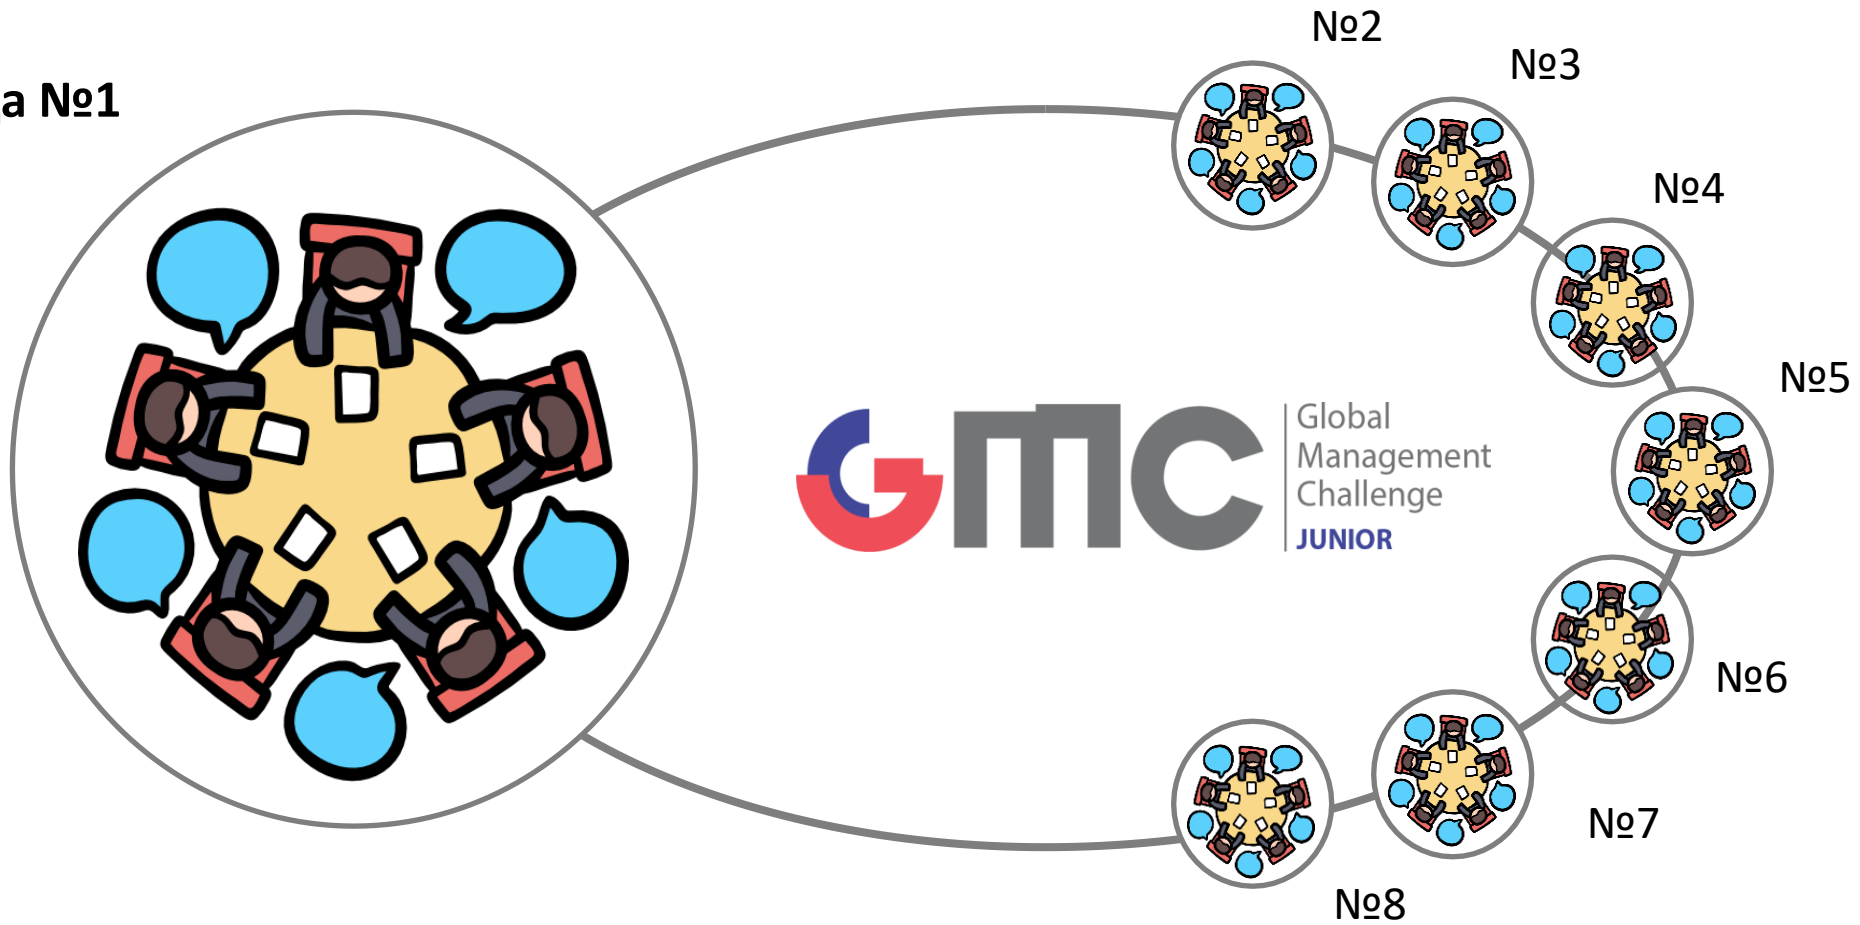 а №1
№2
№3
№4
№5
GMC
Global
Management
Challenge
JUNIOR
№6
№7
№8